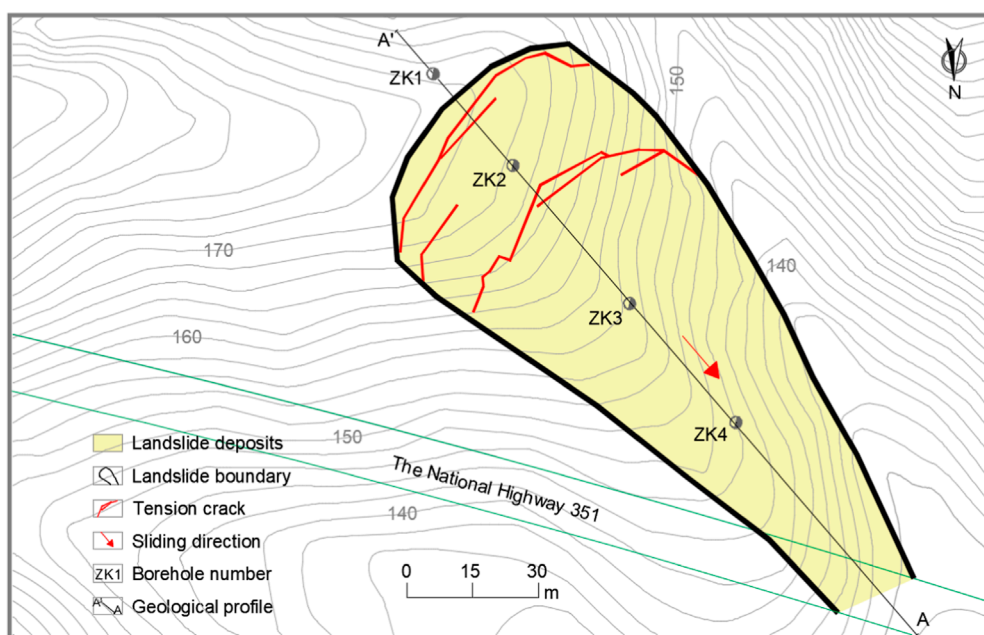 A'
ZK1
150
N
ZK2
170
140
ZK3
160
ZK4
150
The National Highway 351
140
Landslide deposits
Landslide boundary
Tension crack
Sliding direction
ZK1 Borehole number
A' A Geological profile
0 15 30
m
A